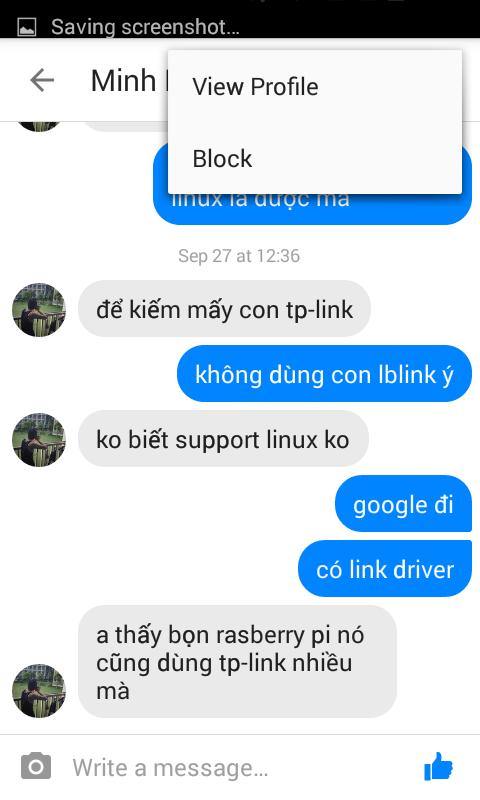 Saving screenshot...
Minh
View Profile
Block
linux là được mà
Sep 27 at 12:36
để kiếm mấy con tp-link
không dùng con lblink ý
ko biết support linux ko
google đi
có link driver
a thấy bọn rasberry pi nó
cũng dùng tp-link nhiều
mà
Write a message...